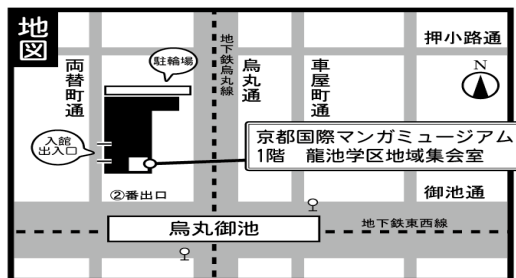 地図
押小路通
両替町通
駐輪場
地下鉄烏丸線
烏丸通
車屋町通
N
入館
出入口
京都国際マンガミュージアム
1階　龍池学区地域集会室
②番出口
御池通
烏丸御池
地下鉄東西線